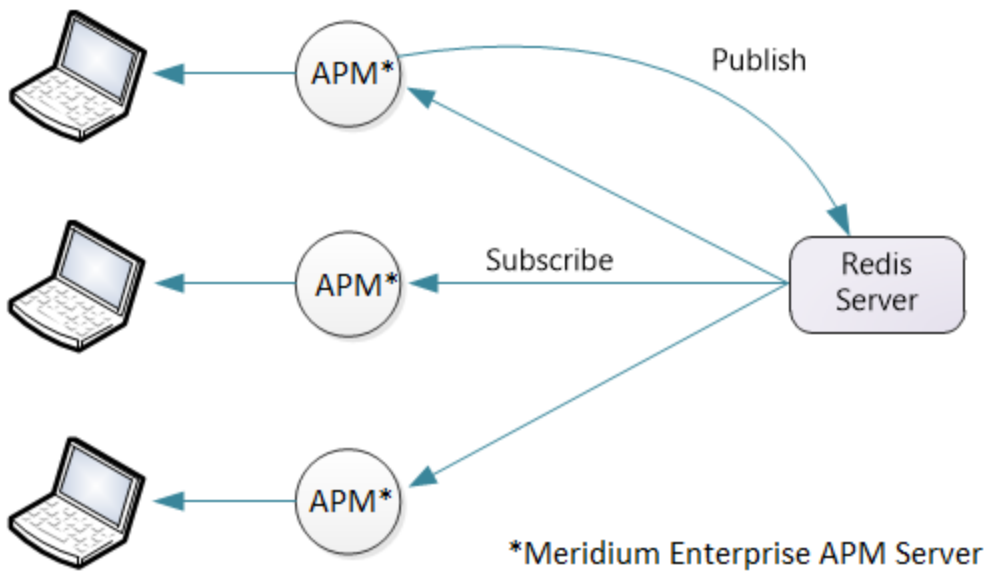 APM*
Publish
Subscribe
APM*
Redis
Server
APM*
*Meridium Enterprise APM Server